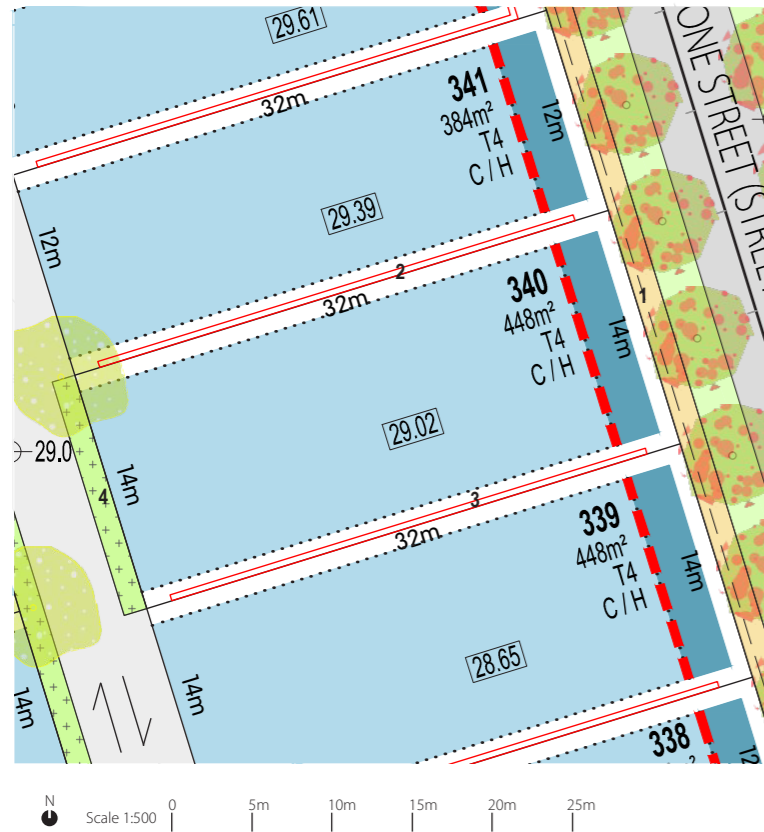 29.61
32m
341
384m²
T4
C / H
12m
ONE STREET (STREE
29.39
12m
2
32m
340
448m²
T4
C / H
14m
1
29.02
29.0
14m
4
3
32m
339
448m²
T4
C / H
14m
28.65
14m
14m
338
12
N
Scale 1:500
0
5m
10m
15m
20m
25m